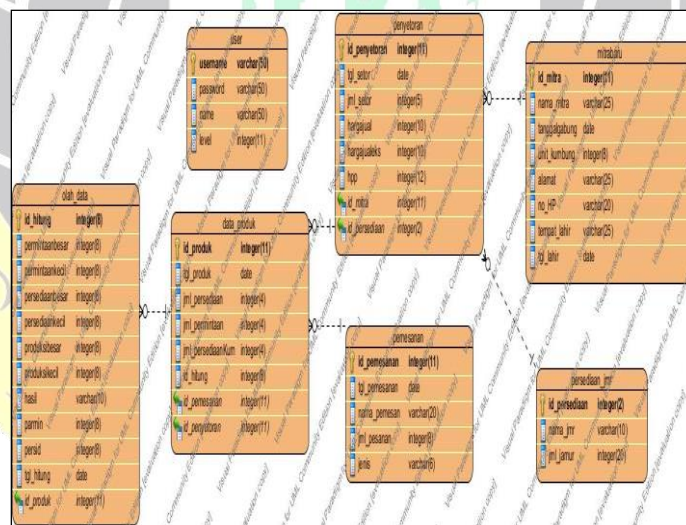 user
username varchar(50)
password varchar(50)
name varchar(50)
level integer(11)
penyetoran
id_penyetoran integer(11)
tgl_setor date
jml_setor integer(5)
hargajual integer(10)
hargajualeks integer(10)
hpp integer(12)
id_mitra integer(11)
id_persediaan integer(2)
mitrabaru
id_mitra integer(11)
nama_mitra varchar(25)
tanggalgabung date
unit_kumbung integer(8)
alamat varchar(25)
no_HP varchar(20)
tempat_lahir varchar(25)
tgl_lahir date
olah_data
id_hitung integer(8)
permintaanbesar integer(8)
permintaankecil integer(8)
persediaanbesar integer(8)
persediaankecil integer(8)
produksibesar integer(8)
produksikecil integer(8)
hasil varchar(10)
parmin integer(8)
persid integer(8)
tgl_hitung date
id_produk integer(11)
data_produk
id_produk integer(11)
tgl_produk date
jml_persediaan integer(4)
jml_permintaan integer(4)
jml_persediaanKum integer(4)
id_hitung integer(8)
id_pemesanan integer(11)
id_penyetoran integer(11)
pemesanan
id_pemesanan integer(11)
tgl_pemesanan date
nama_pemesan varchar(20)
jml_pesanan integer(8)
jenis varchar(6)
persediaan_jmr
id_persediaan integer(2)
nama_jmr varchar(10)
jml_jamur integer(20)